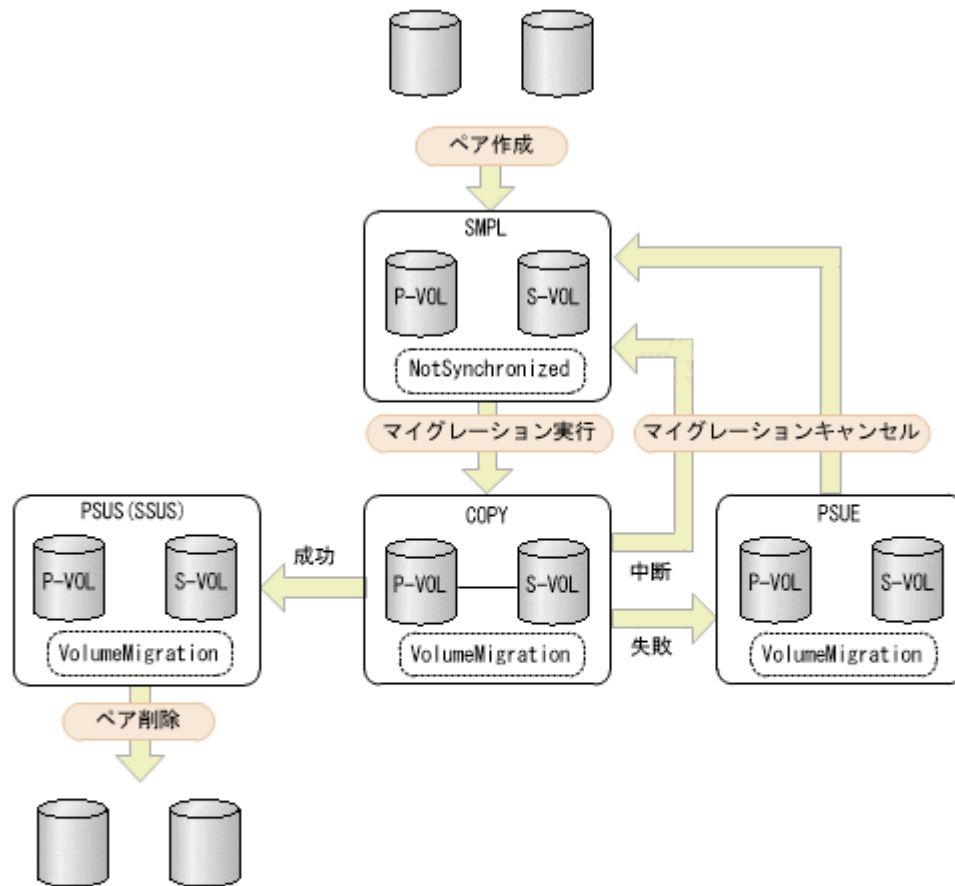 ペア作成
SMPL
P-VOL
S-VOL
NotSynchronized
マイグレーション実行
マイグレーションキャンセル
PSUS(SSUS)
P-VOL
S-VOL
VolumeMigration
成功
COPY
P-VOL
S-VOL
VolumeMigration
中断
失敗
PSUE
P-VOL
S-VOL
VolumeMigration
ペア削除